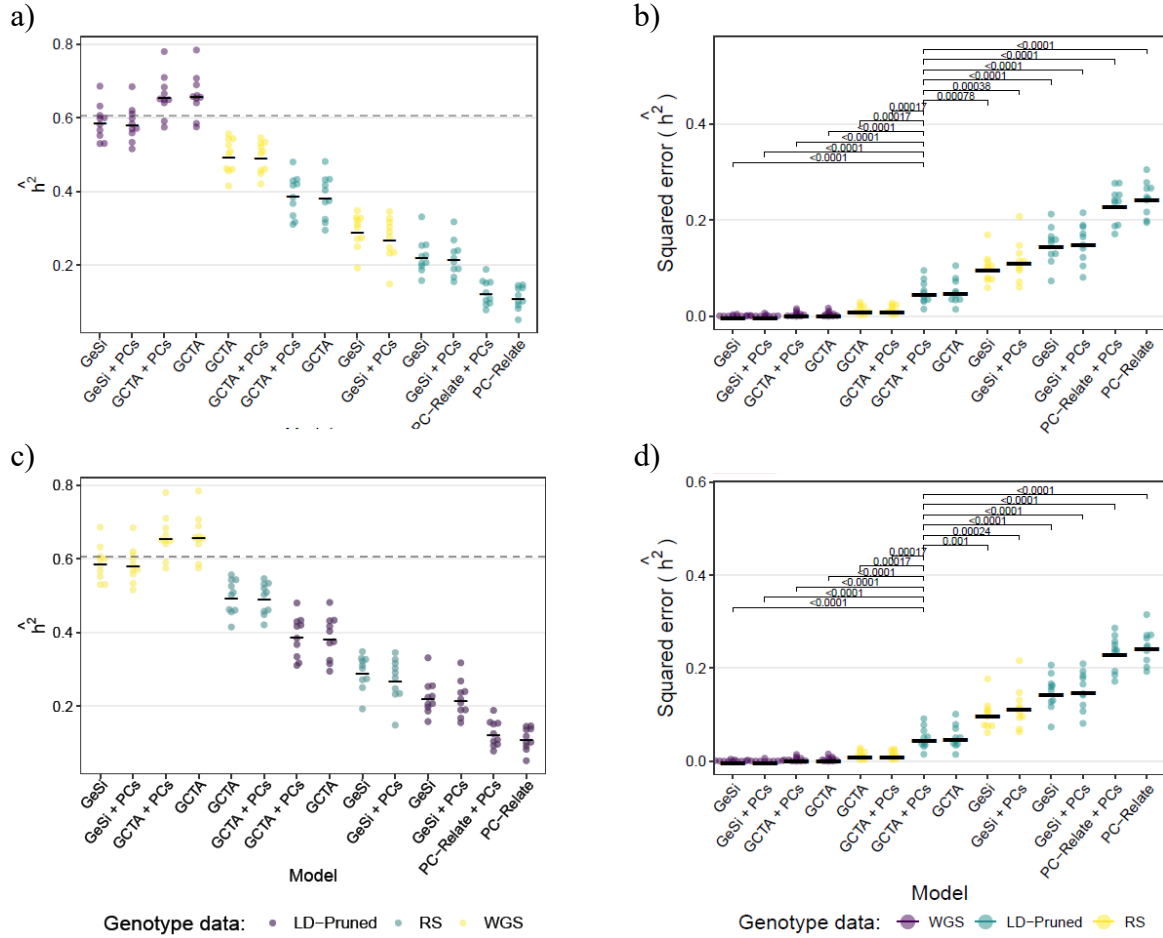 a)
0.8
0.6
0.4
0.2
ĥ²
GeSi
GeSi + PCs
GCTA + PCs
GCTA
GCTA
GCTA + PCs
GCTA + PCs
GCTA
GeSi
GeSi + PCs
GeSi
GeSi + PCs
PC-Relate + PCs
PC-Relate
b)
<0.0001
<0.0001
<0.0001
<0.0001
0.00038
0.00078
0.00017
0.00017
<0.0001
<0.0001
<0.0001
<0.0001
0.4
0.2
0.0
Squared error ( ĥ² )
GeSi
GeSi + PCs
GCTA + PCs
GCTA
GCTA
GCTA + PCs
GCTA + PCs
GCTA
GeSi
GeSi + PCs
GeSi
GeSi + PCs
PC-Relate + PCs
PC-Relate
c)
0.8
0.6
0.4
0.2
ĥ²
GeSi
GeSi + PCs
GCTA + PCs
GCTA
GCTA
GCTA + PCs
GCTA + PCs
GCTA
GeSi
GeSi + PCs
GeSi
GeSi + PCs
PC-Relate + PCs
PC-Relate
Model
Genotype data: LD-Pruned RS WGS
d)
0.6
0.4
0.2
0.0
<0.0001
<0.0001
<0.0001
<0.0001
0.00024
0.001
0.00017
0.00017
<0.0001
<0.0001
<0.0001
<0.0001
Squared error ( ĥ² )
GeSi
GeSi + PCs
GCTA + PCs
GCTA
GCTA
GCTA + PCs
GCTA + PCs
GCTA
GeSi
GeSi + PCs
GeSi
GeSi + PCs
PC-Relate + PCs
PC-Relate
Model
Genotype data: WGS LD-Pruned RS